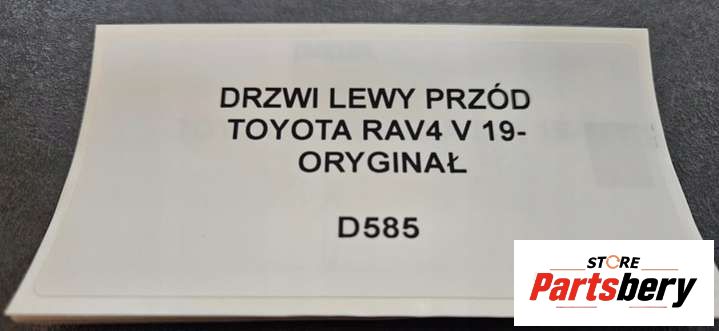 DRZWI LEWY PRZÓD
TOYOTA RAV4 V 19-
ORYGINAŁ
D585
STORE
Partsbery